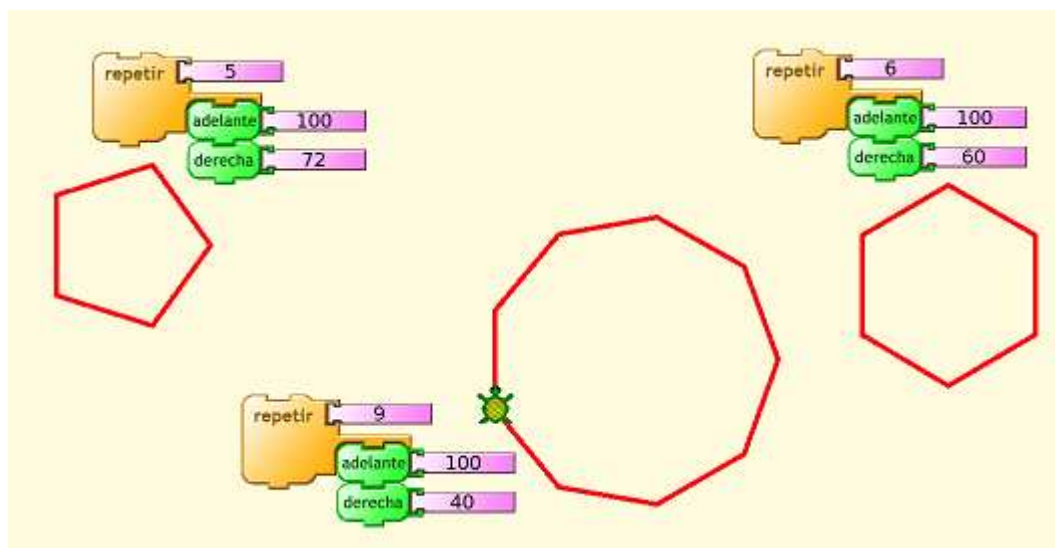 repetir 5
adelante 100
derecha 72
repetir 6
adelante 100
derecha 60
repetir 9
adelante 100
derecha 40